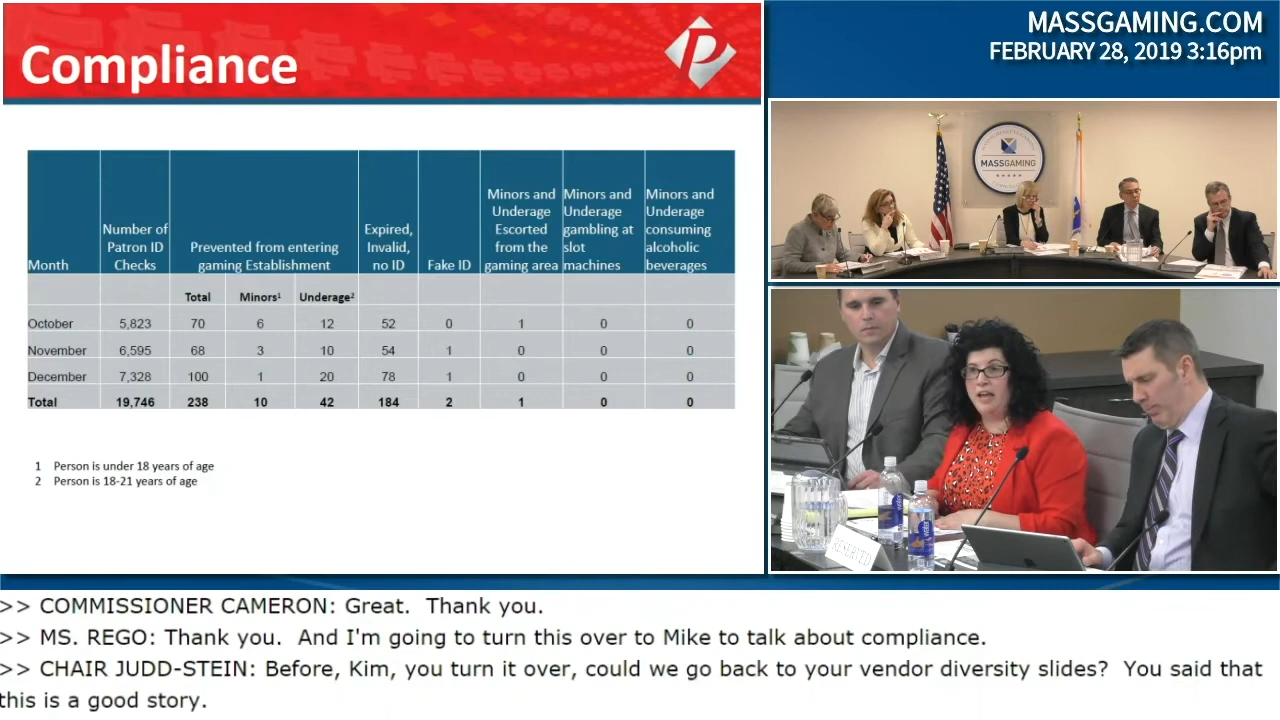 Compliance
MASSGAMING.COM
FEBRUARY 28, 2019 3:16pm
Month
Number of
Patron ID
Checks
Prevented from entering
gaming Establishment
Expired,
Invalid,
no ID
Fake ID
Minors and
Underage
Escorted
from the
gaming area
Minors and
Underage
gambling at
slot
machines
Minors and
Underage
consuming
alcoholic
beverages
Total Minors¹ Underage²
October 5,823 70 6 12 52 0 1 0 0
November 6,595 68 3 10 54 1 0 0 0
December 7,328 100 1 20 78 1 0 0 0
Total 19,746 238 10 42 184 2 1 0 0
1 Person is under 18 years of age
2 Person is 18-21 years of age
MASSGAMING
RESERVED
>> COMMISSIONER CAMERON: Great. Thank you.
>> MS. REGO: Thank you. And I'm going to turn this over to Mike to talk about compliance.
>> CHAIR JUDD-STEIN: Before, Kim, you turn it over, could we go back to your vendor diversity slides? You said that
this is a good story.